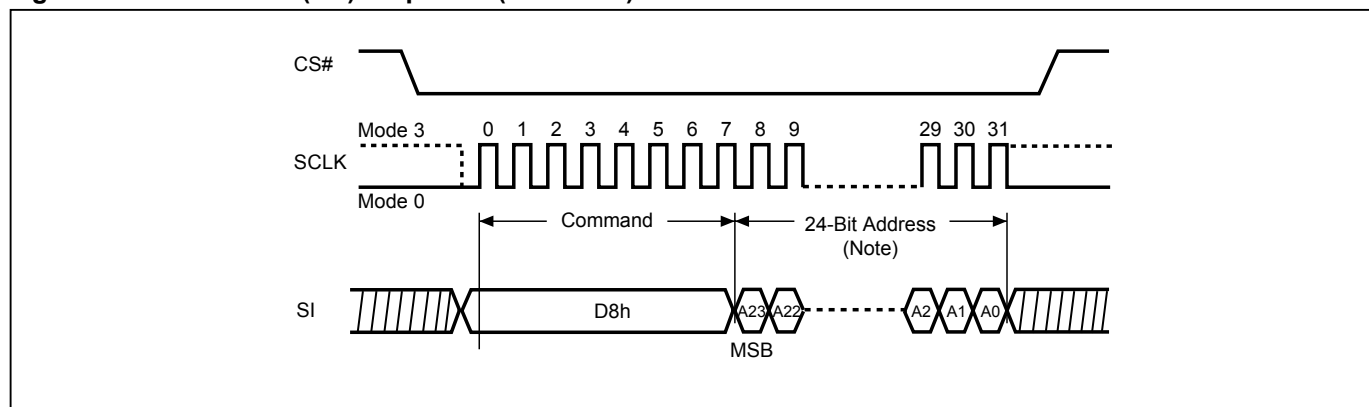 CS#
Mode 3
0 1 2 3 4 5 6 7 8 9 29 30 31
SCLK
Mode 0
Command
24-Bit Address
(Note)
SI
D8h
A23 A22 A2 A1 A0
MSB